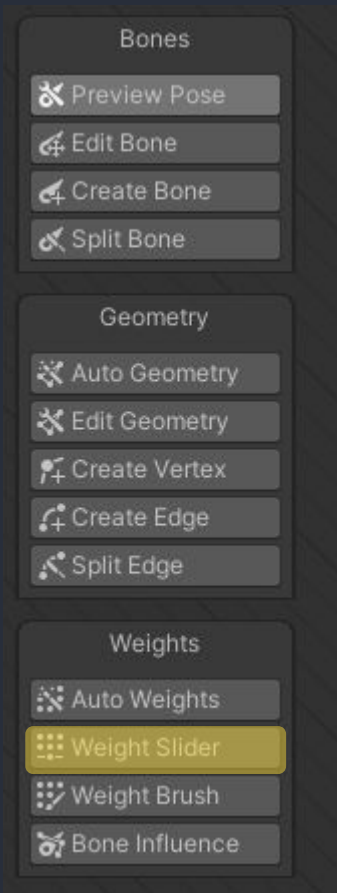 Bones
Preview Pose
Edit Bone
Create Bone
Split Bone
Geometry
Auto Geometry
Edit Geometry
Create Vertex
Create Edge
Split Edge
Weights
Auto Weights
Weight Slider
Weight Brush
Bone Influence